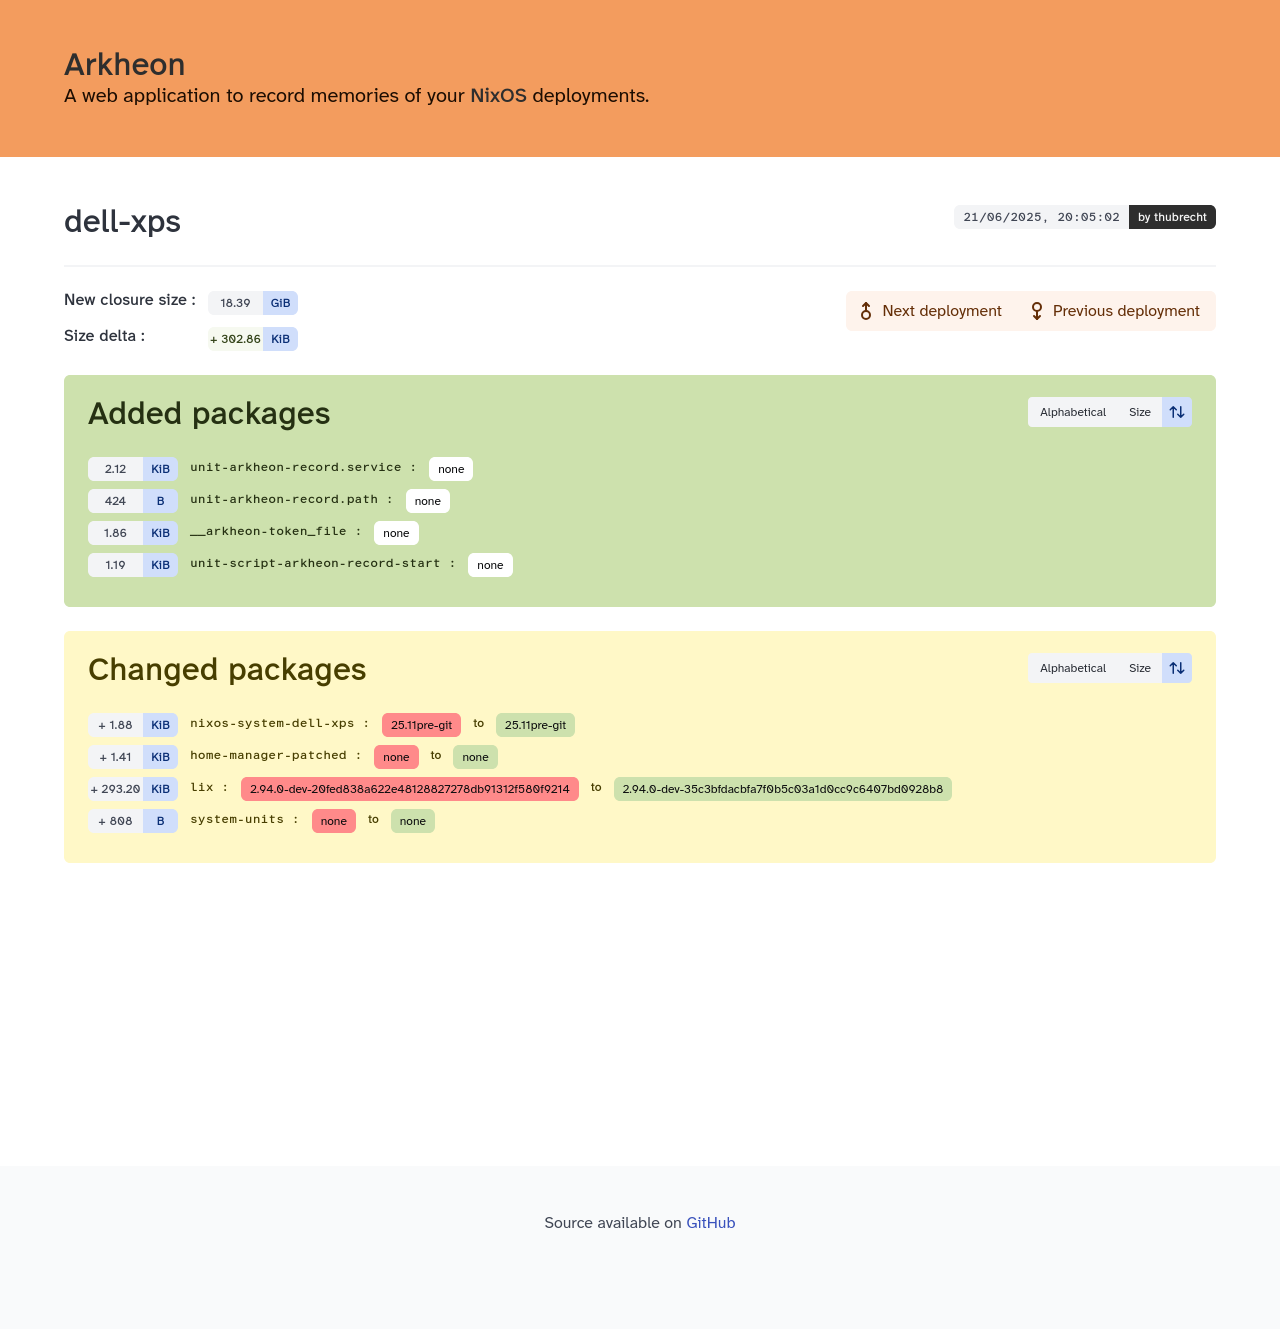 Arkheon
A web application to record memories of your NixOS deployments.
dell-xps
21/06/2025, 20:05:02 by thubrecht
New closure size : 18.39 GiB
Next deployment Previous deployment
Size delta : + 302.86 KiB
Added packages
Alphabetical Size
2.12 KiB unit-arkheon-record.service : none
424 B unit-arkheon-record.path : none
1.86 KiB __arkheon-token_file : none
1.19 KiB unit-script-arkheon-record-start : none
Changed packages
Alphabetical Size
+ 1.88 KiB nixos-system-dell-xps : 25.11pre-git to 25.11pre-git
+ 1.41 KiB home-manager-patched : none to none
+ 293.20 KiB lix : 2.94.0-dev-20fed838a622e48128827278db91312f580f9214 to 2.94.0-dev-35c3bfdacbfa7f0b5c03a1d0cc9c6407bd0928b8
+ 808 B system-units : none to none
Source available on GitHub